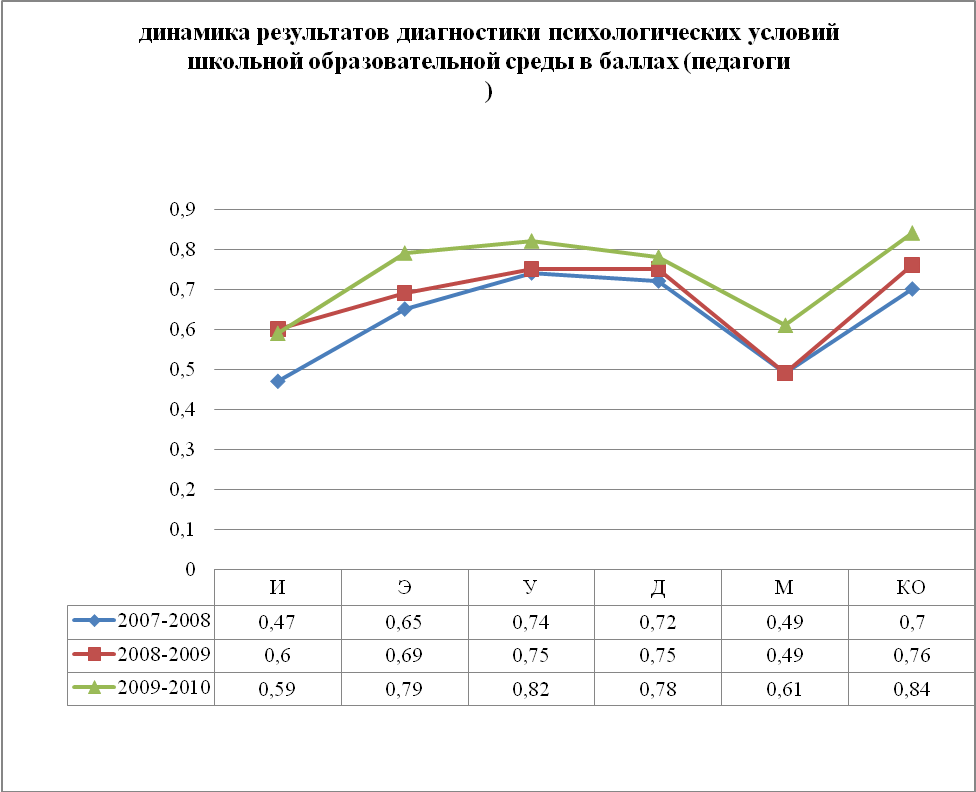 динамика результатов диагностики психологических условий
школьной образовательной среды в баллах (педагоги
)
0,9
0,8
0,7
0,6
0,5
0,4
0,3
0,2
0,1
0
И Э У Д М КО
2007-2008 0,47 0,65 0,74 0,72 0,49 0,7
2008-2009 0,6 0,69 0,75 0,75 0,49 0,76
2009-2010 0,59 0,79 0,82 0,78 0,61 0,84